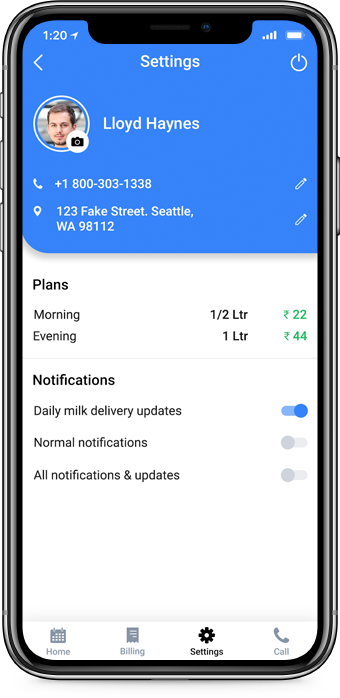 1:20
Settings
Lloyd Haynes
+1 800-303-1338
123 Fake Street. Seattle,
WA 98112
Plans
Morning 1/2 Ltr ₹ 22
Evening 1 Ltr ₹ 44
Notifications
Daily milk delivery updates
Normal notifications
All notifications & updates
Home Billing Settings Call